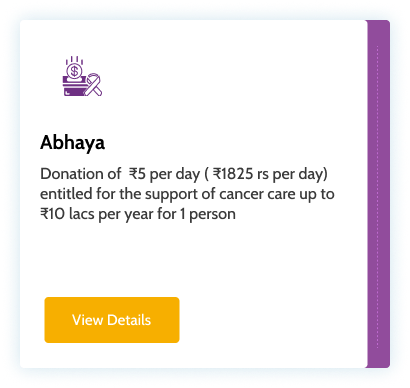 Abhaya
Donation of ₹5 per day ( ₹1825 rs per day)
entitled for the support of cancer care up to
₹10 lacs per year for 1 person
View Details